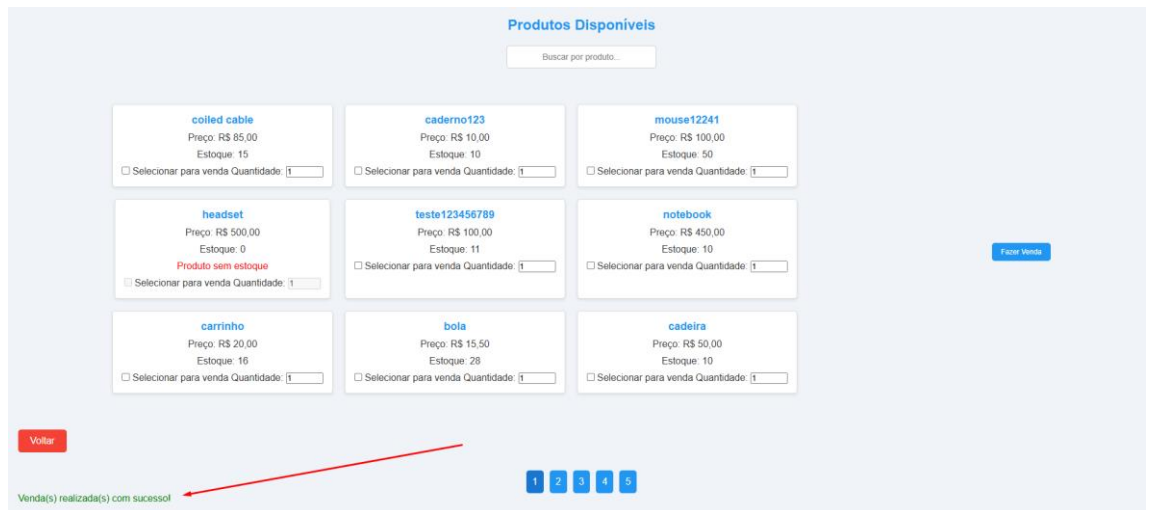 Produtos Disponíveis
Buscar por produto...
coiled cable
Preço: R$ 85,00
Estoque: 15
Selecionar para venda Quantidade: 1
caderno123
Preço: R$ 10,00
Estoque: 10
Selecionar para venda Quantidade: 1
mouse12241
Preço: R$ 100,00
Estoque: 50
Selecionar para venda Quantidade: 1
headset
Preço: R$ 500,00
Estoque: 0
Produto sem estoque
Selecionar para venda Quantidade: 1
teste123456789
Preço: R$ 100,00
Estoque: 11
Selecionar para venda Quantidade: 1
notebook
Preço: R$ 450,00
Estoque: 10
Selecionar para venda Quantidade: 1
Fazer Venda
carrinho
Preço: R$ 20,00
Estoque: 16
Selecionar para venda Quantidade: 1
bola
Preço: R$ 15,50
Estoque: 28
Selecionar para venda Quantidade: 1
cadeira
Preço: R$ 50,00
Estoque: 10
Selecionar para venda Quantidade: 1
Voltar
1 2 3 4 5
Venda(s) realizada(s) com sucesso!